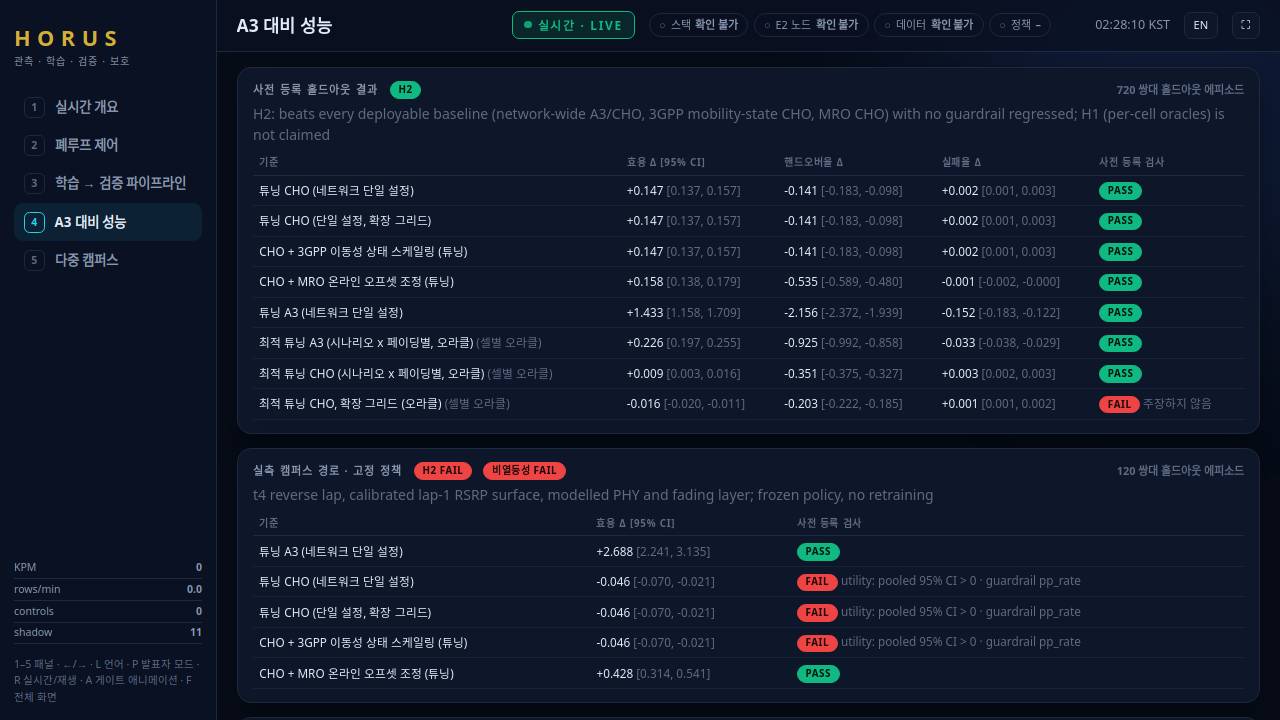 HORUS
관측 · 학습 · 검증 · 보호
1 실시간 개요
2 폐루프 제어
3 학습 → 검증 파이프라인
4 A3 대비 성능
5 다중 캠퍼스
KPM 0
rows/min 0.0
controls 0
shadow 11
1–5 패널 · ←/→ · L 언어 · P 발표자 모드 ·
R 실시간/재생 · A 게이트 애니메이션 · F
전체 화면
A3 대비 성능
실시간 · LIVE
스택 확인 불가
E2 노드 확인 불가
데이터 확인 불가
정책 –
02:28:10 KST
EN
사전 등록 홀드아웃 결과 H2 720 쌍대 홀드아웃 에피소드
H2: beats every deployable baseline (network-wide A3/CHO, 3GPP mobility-state CHO, MRO CHO) with no guardrail regressed; H1 (per-cell oracles) is
not claimed
기준 효용 Δ [95% CI] 핸드오버율 Δ 실패율 Δ 사전 등록 검사
튜닝 CHO (네트워크 단일 설정) +0.147 [0.137, 0.157] -0.141 [-0.183, -0.098] +0.002 [0.001, 0.003] PASS
튜닝 CHO (단일 설정, 확장 그리드) +0.147 [0.137, 0.157] -0.141 [-0.183, -0.098] +0.002 [0.001, 0.003] PASS
CHO + 3GPP 이동성 상태 스케일링 (튜닝) +0.147 [0.137, 0.157] -0.141 [-0.183, -0.098] +0.002 [0.001, 0.003] PASS
CHO + MRO 온라인 오프셋 조정 (튜닝) +0.158 [0.138, 0.179] -0.535 [-0.589, -0.480] -0.001 [-0.002, -0.000] PASS
튜닝 A3 (네트워크 단일 설정) +1.433 [1.158, 1.709] -2.156 [-2.372, -1.939] -0.152 [-0.183, -0.122] PASS
최적 튜닝 A3 (시나리오 x 페이딩별, 오라클) (셀별 오라클) +0.226 [0.197, 0.255] -0.925 [-0.992, -0.858] -0.033 [-0.038, -0.029] PASS
최적 튜닝 CHO (시나리오 x 페이딩별, 오라클) (셀별 오라클) +0.009 [0.003, 0.016] -0.351 [-0.375, -0.327] +0.003 [0.002, 0.003] PASS
최적 튜닝 CHO, 확장 그리드 (오라클) (셀별 오라클) -0.016 [-0.020, -0.011] -0.203 [-0.222, -0.185] +0.001 [0.001, 0.002] FAIL 주장하지 않음
실측 캠퍼스 경로 · 고정 정책 H2 FAIL 비열등성 FAIL 120 쌍대 홀드아웃 에피소드
t4 reverse lap, calibrated lap-1 RSRP surface, modelled PHY and fading layer; frozen policy, no retraining
기준 효용 Δ [95% CI] 사전 등록 검사
튜닝 A3 (네트워크 단일 설정) +2.688 [2.241, 3.135] PASS
튜닝 CHO (네트워크 단일 설정) -0.046 [-0.070, -0.021] FAIL utility: pooled 95% CI > 0 · guardrail pp_rate
튜닝 CHO (단일 설정, 확장 그리드) -0.046 [-0.070, -0.021] FAIL utility: pooled 95% CI > 0 · guardrail pp_rate
CHO + 3GPP 이동성 상태 스케일링 (튜닝) -0.046 [-0.070, -0.021] FAIL utility: pooled 95% CI > 0 · guardrail pp_rate
CHO + MRO 온라인 오프셋 조정 (튜닝) +0.428 [0.314, 0.541] PASS